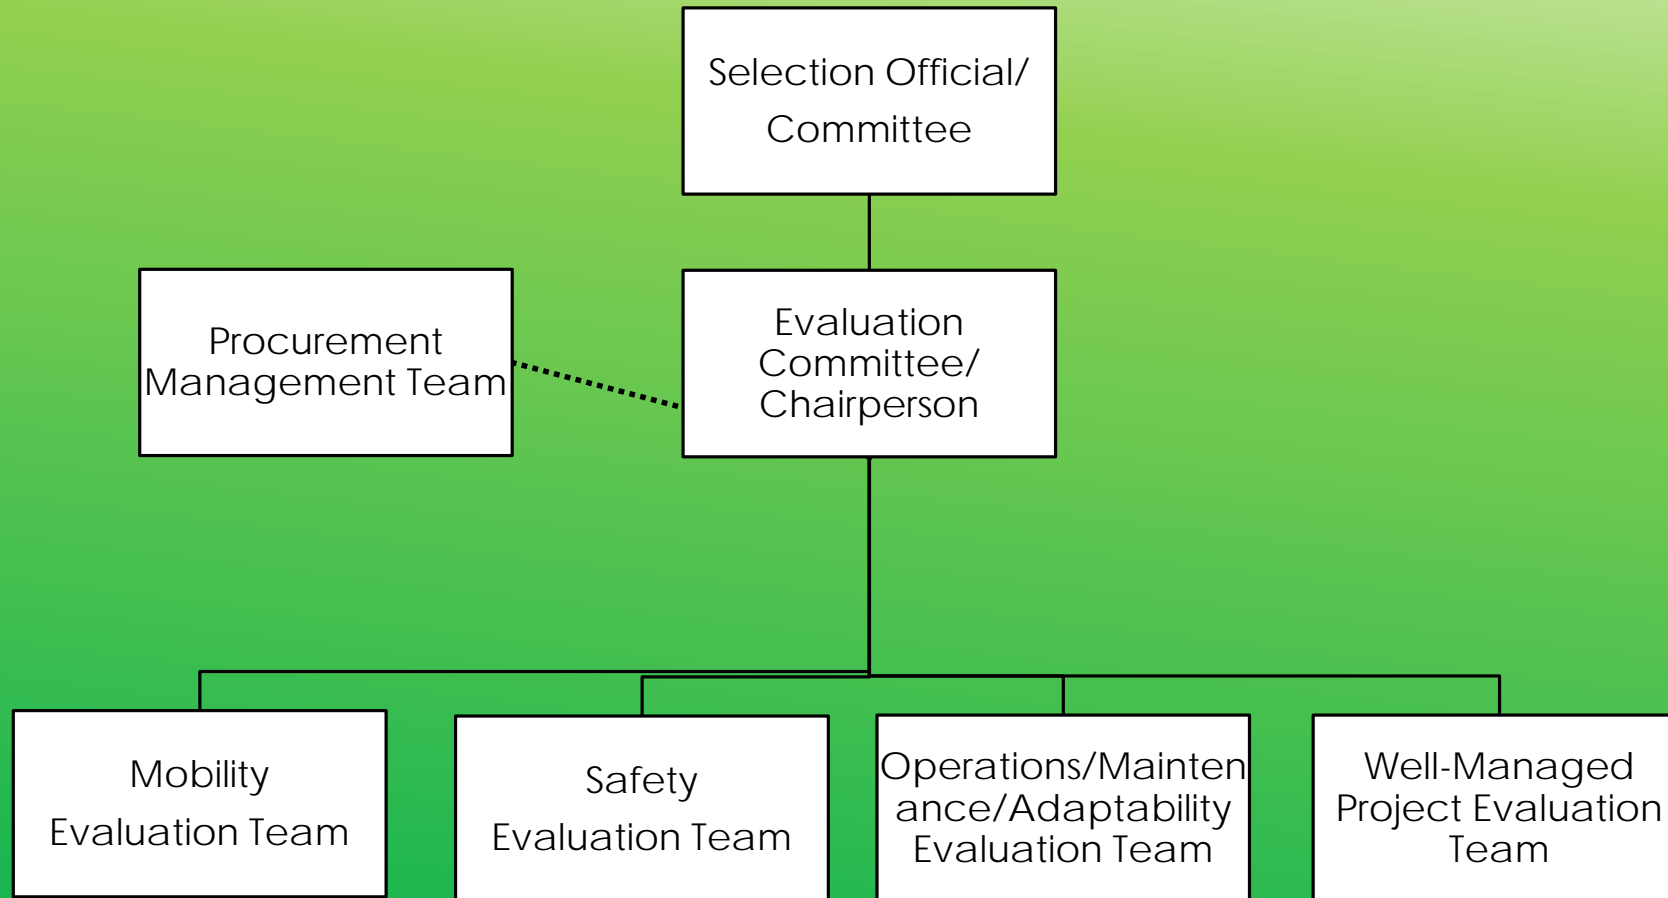 Selection Official/
Committee
Procurement
Management Team
Evaluation
Committee/
Chairperson
Mobility
Evaluation Team
Safety
Evaluation Team
Operations/Mainten
ance/Adaptability
Evaluation Team
Well-Managed
Project Evaluation
Team